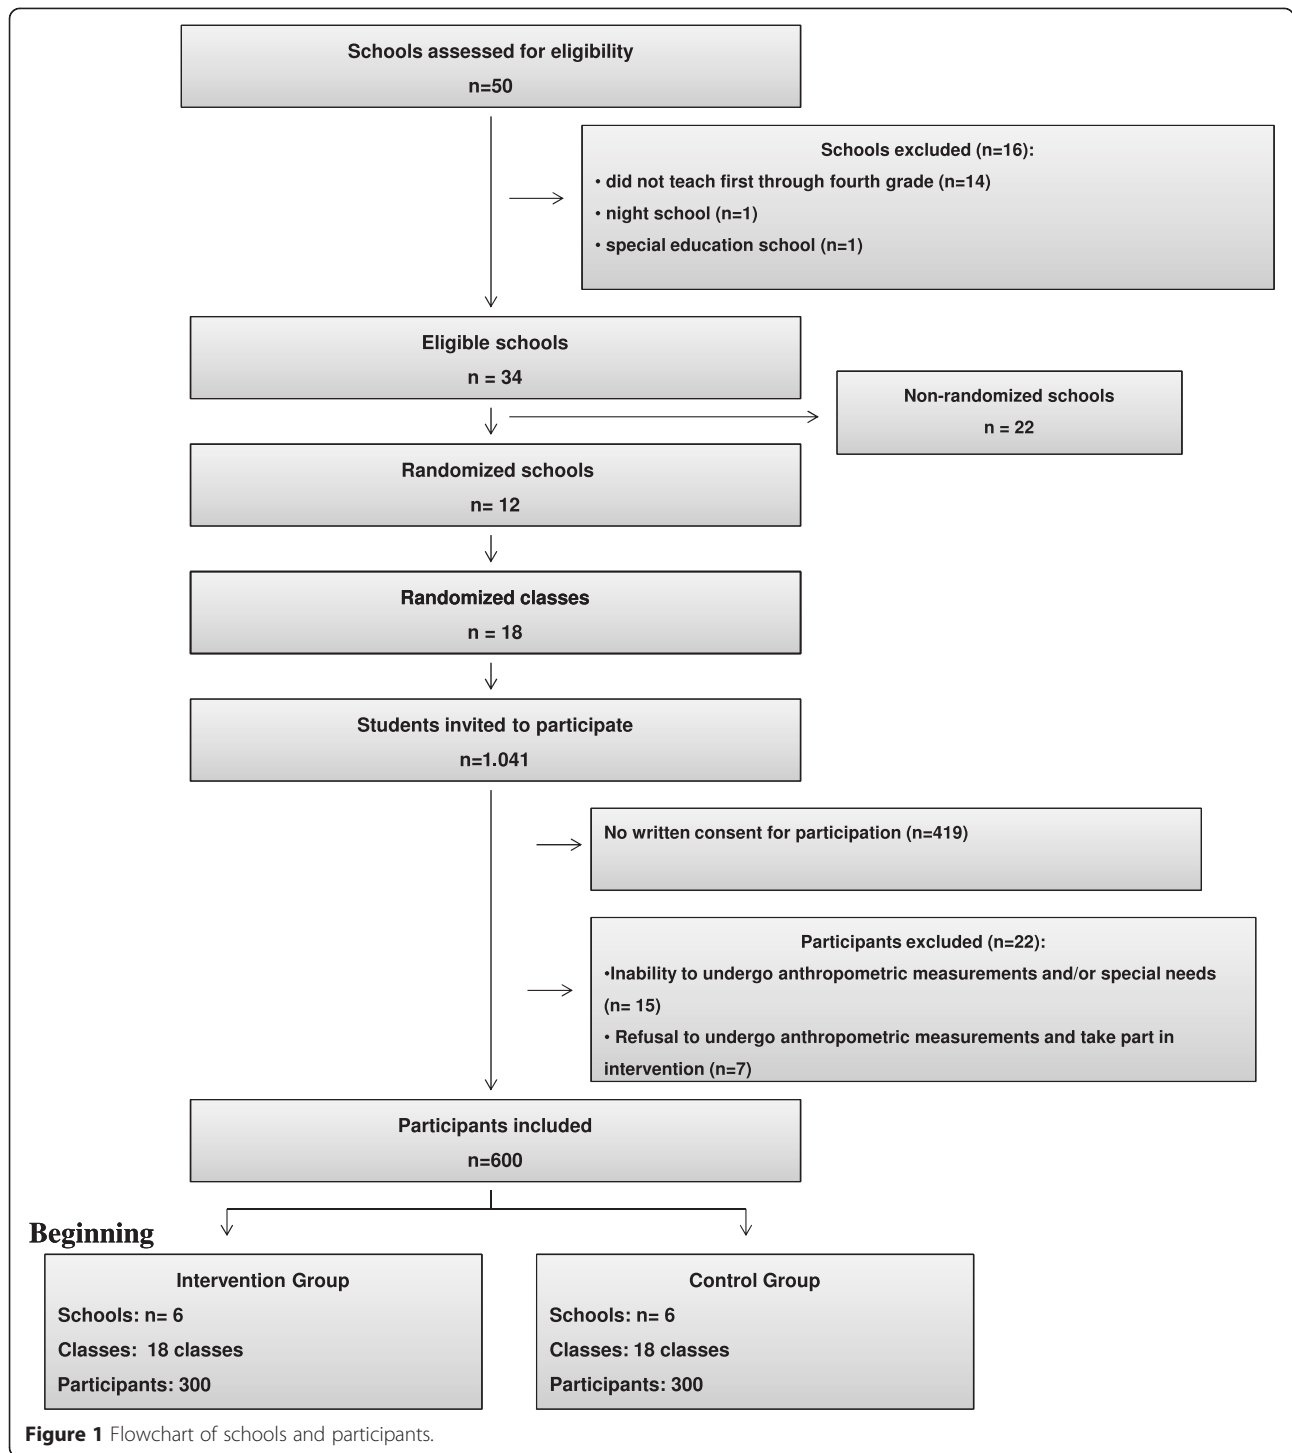 Schools assessed for eligibility
n=50
Schools excluded (n=16):
• did not teach first through fourth grade (n=14)
• night school (n=1)
• special education school (n=1)
Eligible schools
n = 34
Non-randomized schools
n = 22
Randomized schools
n= 12
Randomized classes
n = 18
Students invited to participate
n=1.041
No written consent for participation (n=419)
Participants excluded (n=22):
•Inability to undergo anthropometric measurements and/or special needs
(n= 15)
• Refusal to undergo anthropometric measurements and take part in
intervention (n=7)
Participants included
n=600
Beginning
Intervention Group
Schools: n= 6
Classes: 18 classes
Participants: 300
Control Group
Schools: n= 6
Classes: 18 classes
Participants: 300
Figure 1 Flowchart of schools and participants.